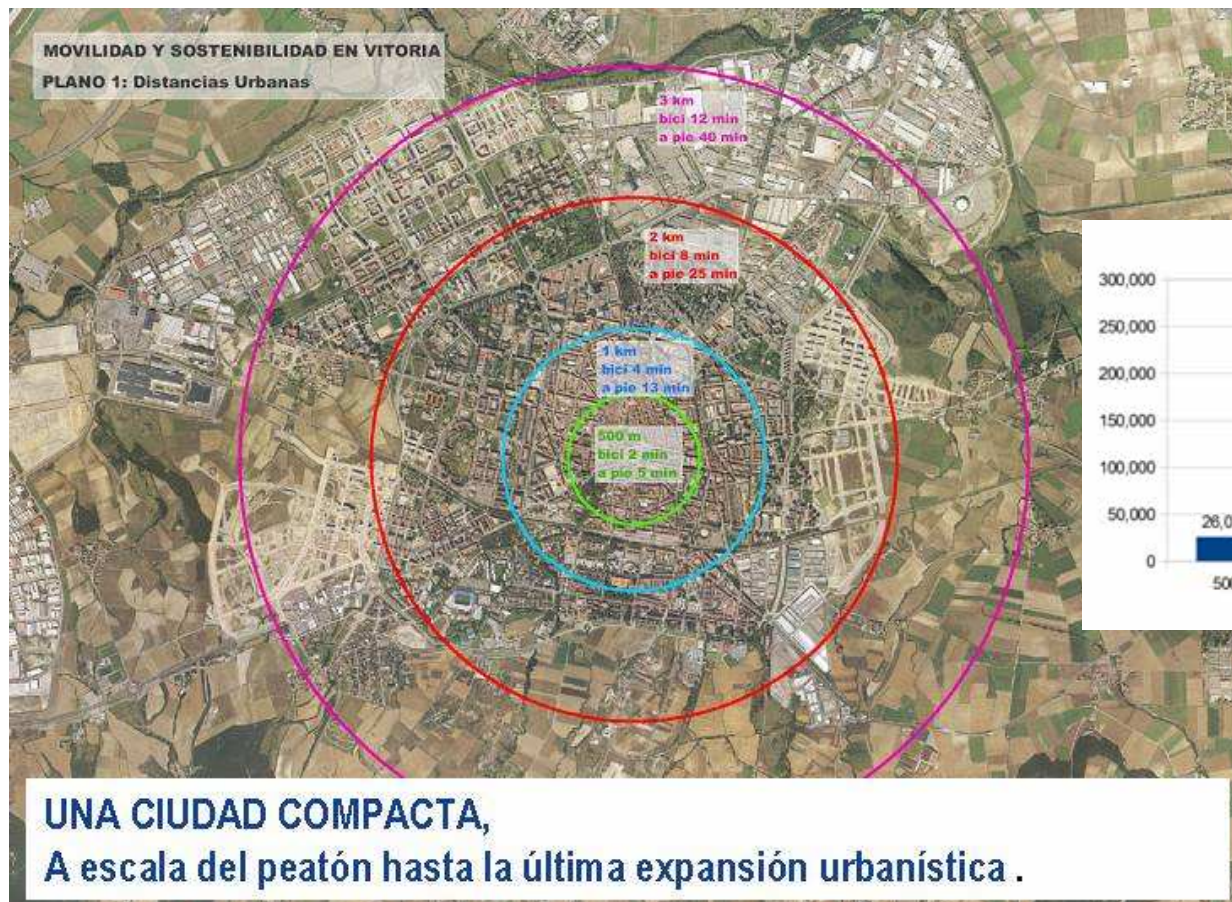 MOVILIDAD Y SOSTENIBILIDAD EN VITORIA
PLANO 1: Distancias Urbanas
3 km
bici 12 min
a pie 40 min
2 km
bici 8 min
a pie 25 min
1 km
bici 4 min
a pie 13 min
500 m
bici 2 min
a pie 5 min
300,000
250,000
200,000
150,000
100,000
50,000
0
UNA CIUDAD COMPACTA,
A escala del peatón hasta la última expansión urbanística .